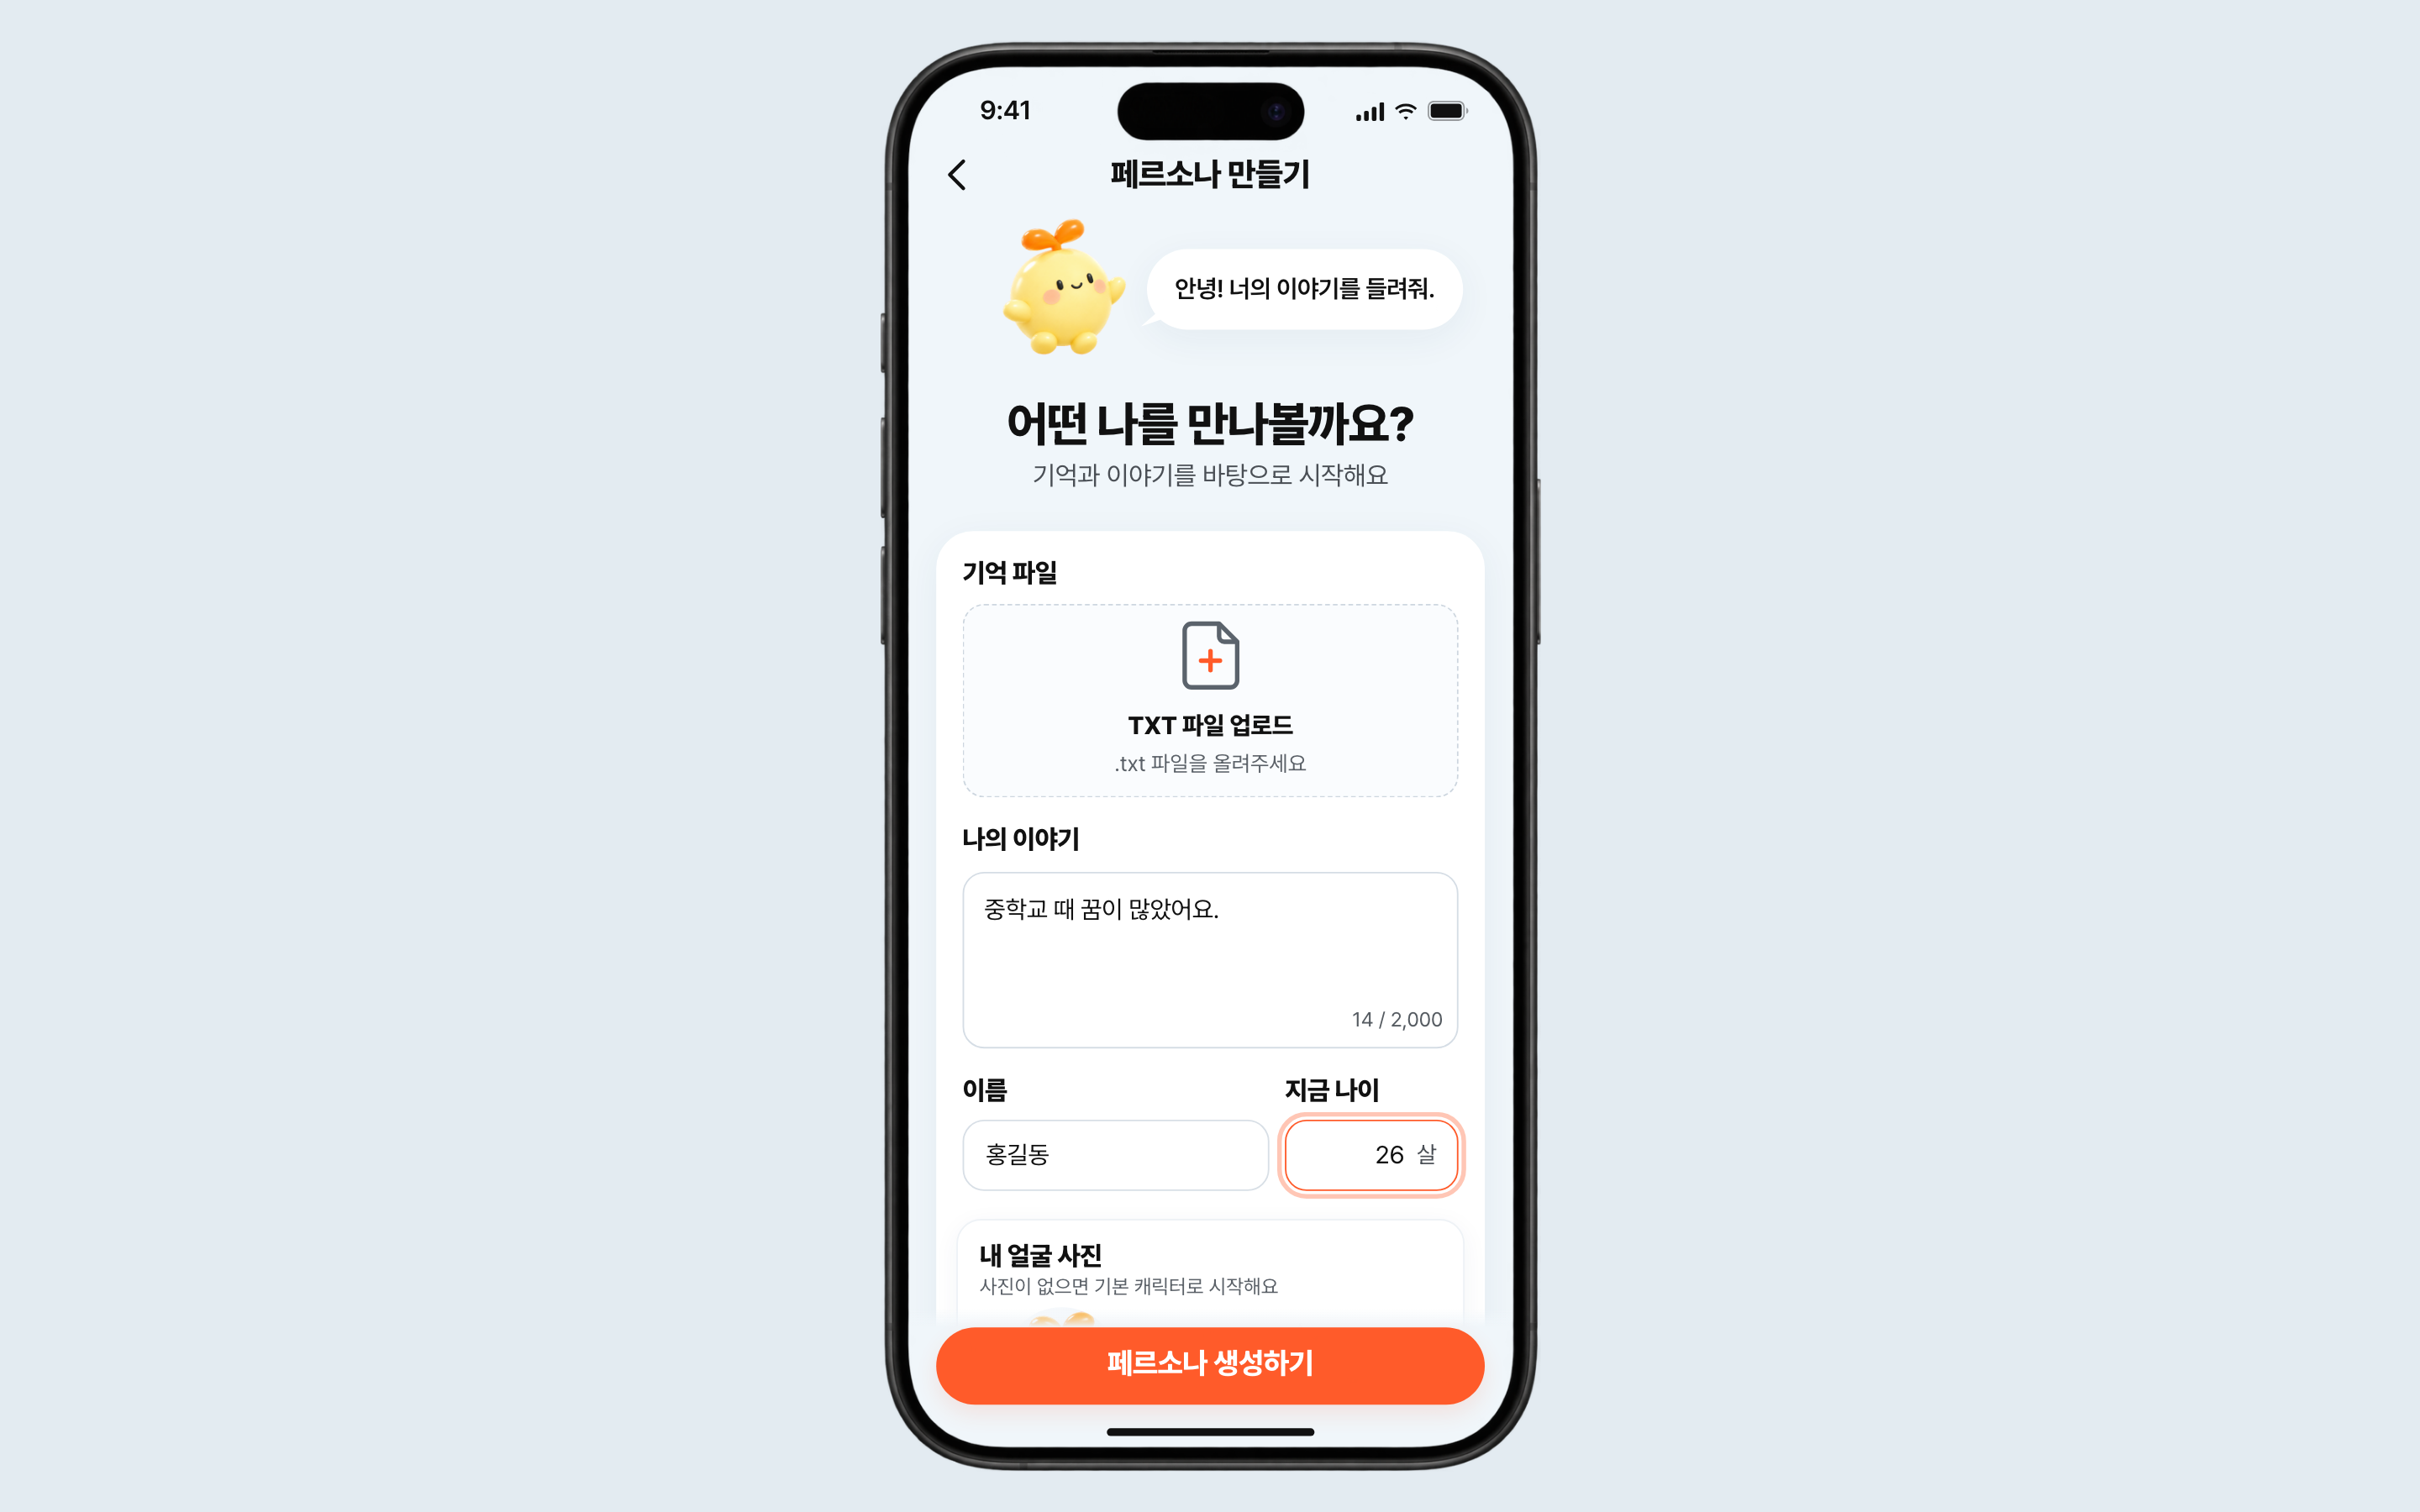 9:41
페르소나 만들기
안녕! 너의 이야기를 들려줘.
어떤 나를 만나볼까요?
기억과 이야기를 바탕으로 시작해요
기억 파일
TXT 파일 업로드
.txt 파일을 올려주세요
나의 이야기
중학교 때 꿈이 많았어요.
14 / 2,000
이름
지금 나이
홍길동
26 살
내 얼굴 사진
사진이 없으면 기본 캐릭터로 시작해요
페르소나 생성하기